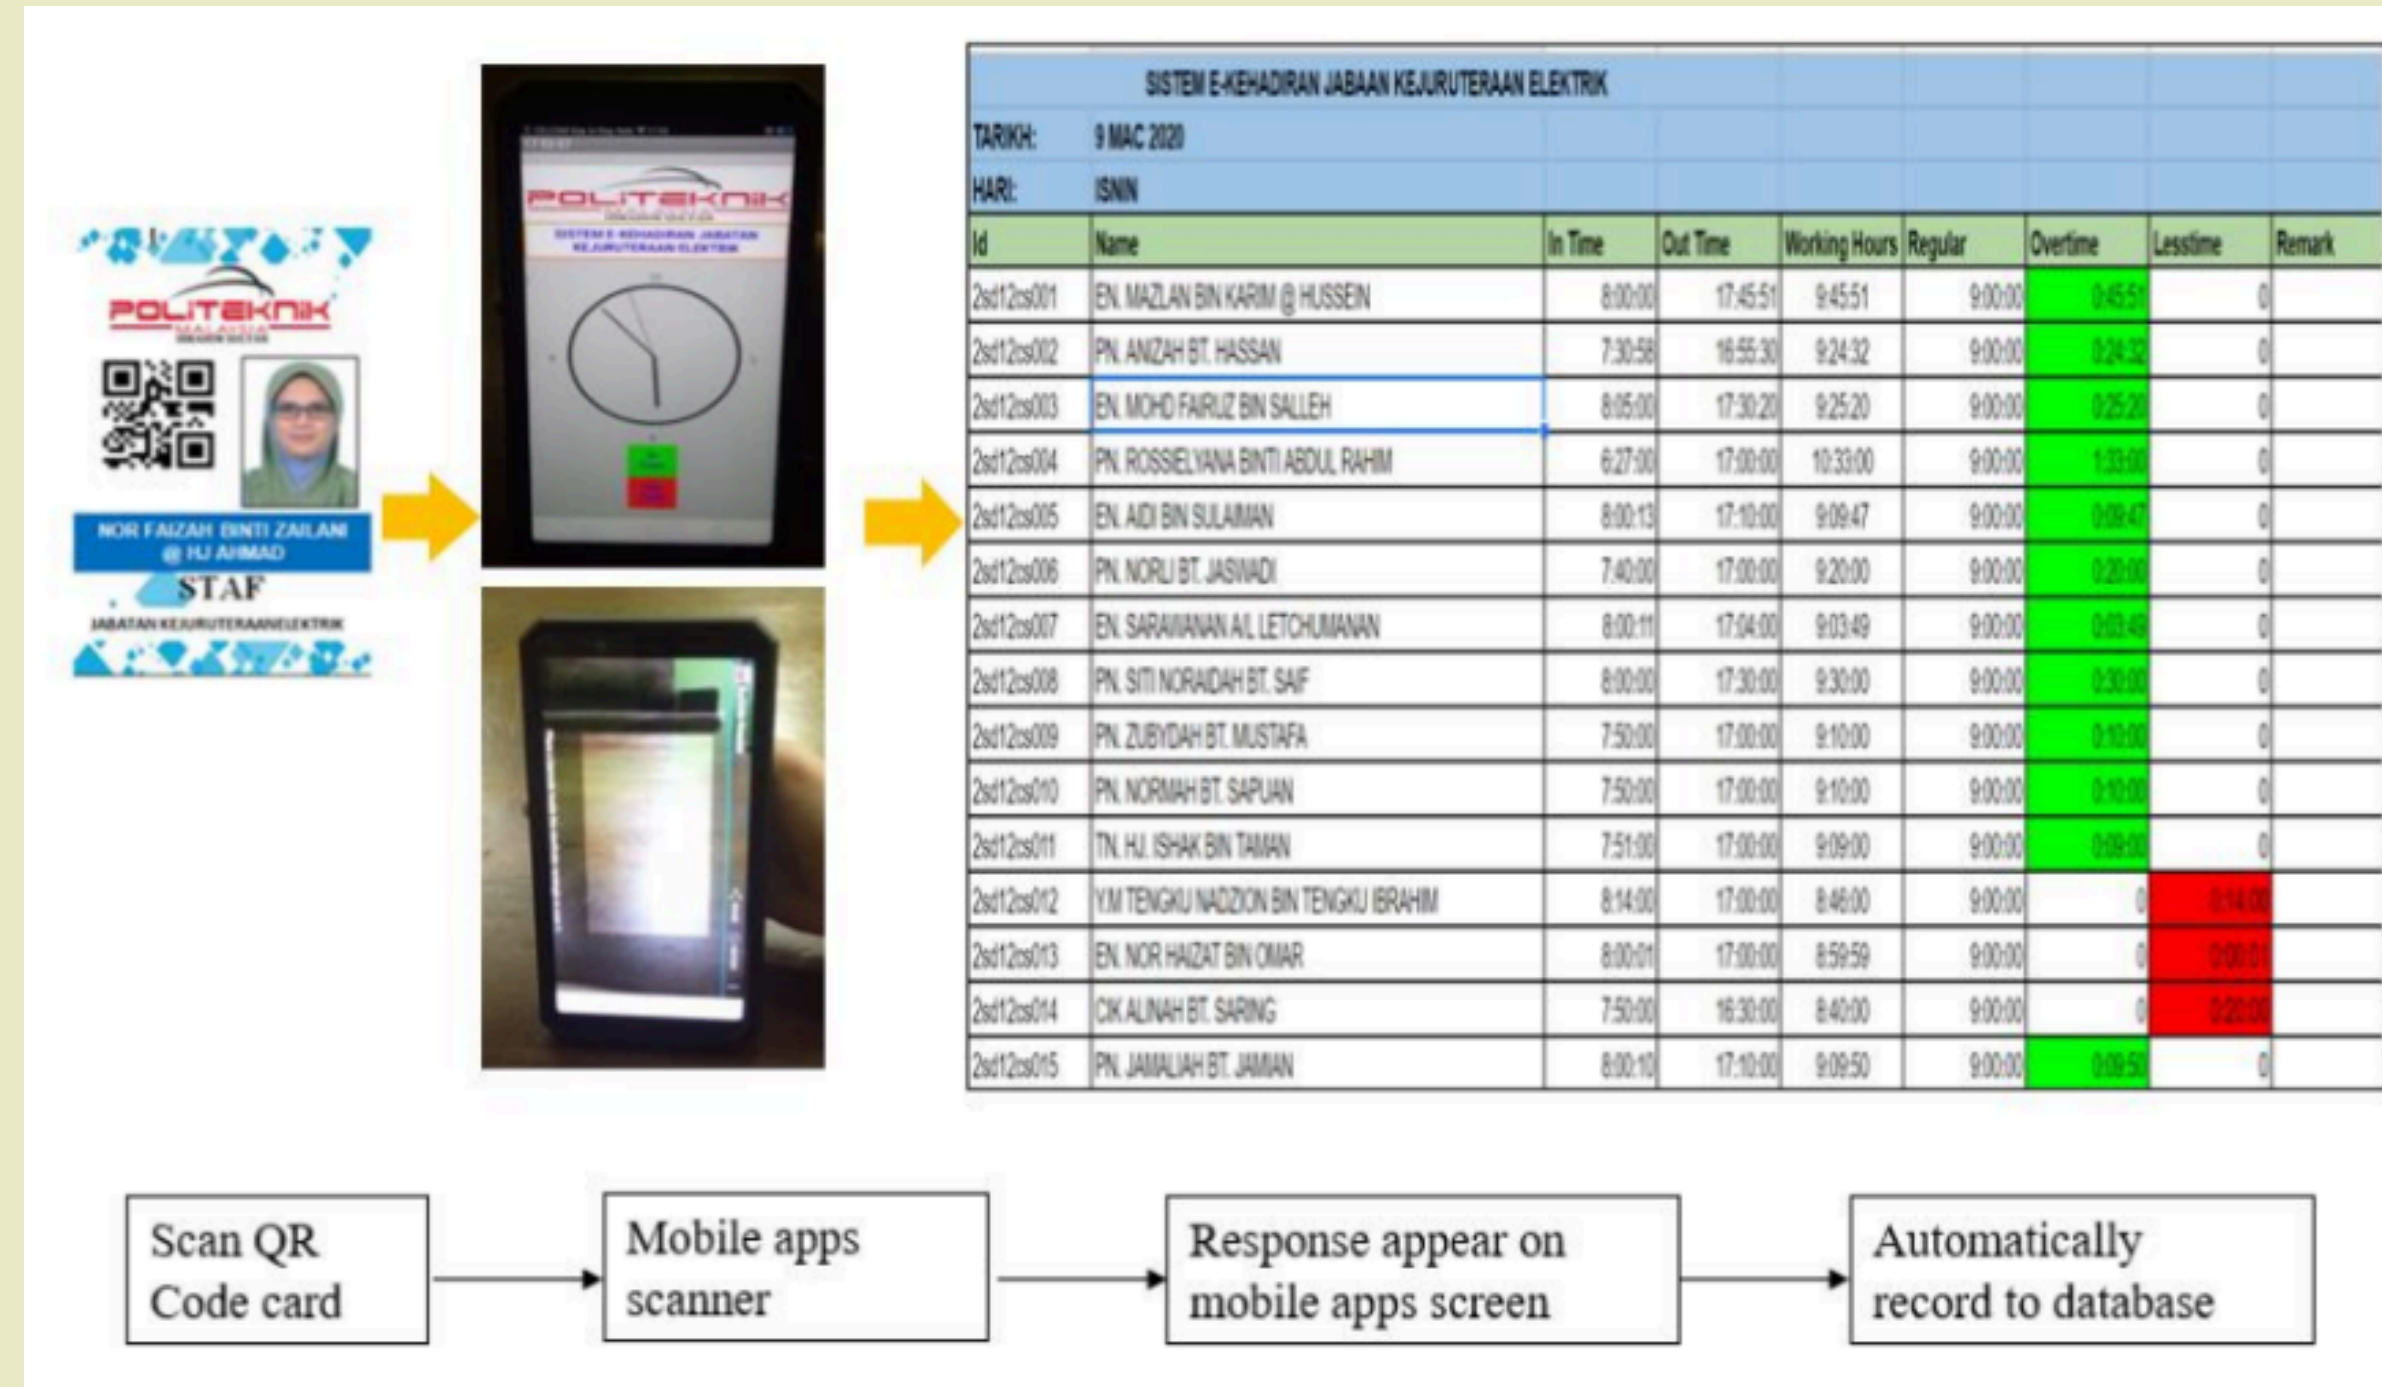 POLITEKNIK
MALAYSIA
NOR FAIZAH BINTI ZAILANI
@ HJ AHMAD
STAF
JABATAN KEJURUTERAANELEKTRIK
POLITEKNIK
SISTEM E-KEHADIRAN JABATAN
KEJURUTERAAN ELEKTRIK
SISTEM E-KEHADIRAN JABAAN KEJURUTERAAN ELEKTRIK
TARIKH: 9 MAC 2020
HARI: ISNIN
Id Name In Time Out Time Working Hours Regular Overtime Lesstime Remark
2sd12cs001 EN. MAZLAN BIN KARIM @ HUSSEIN 8:00:00 17:45:51 9:45:51 9:00:00 0:45:51 0
2sd12cs002 PN. ANIZAH BT. HASSAN 7:30:58 16:55:30 9:24:32 9:00:00 0:24:32 0
2sd12cs003 EN. MOHD FAIRUZ BIN SALLEH 8:05:00 17:30:20 9:25:20 9:00:00 0:25:20 0
2sd12cs004 PN. ROSSIELYANA BINTI ABDUL RAHIM 6:27:00 17:00:00 10:33:00 9:00:00 1:33:00 0
2sd12cs005 EN. AIDI BIN SULAIMAN 8:00:13 17:10:00 9:09:47 9:00:00 0:09:47 0
2sd12cs006 PN. NORLI BT. JASWADI 7:40:00 17:00:00 9:20:00 9:00:00 0:20:00 0
2sd12cs007 EN. SARAWANAN A/L LETCHUMANAN 8:00:11 17:04:00 9:03:49 9:00:00 0:03:49 0
2sd12cs008 PN. SITI NORAIDAH BT. SAIF 8:00:00 17:30:00 9:30:00 9:00:00 0:30:00 0
2sd12cs009 PN. ZUBYDAH BT. MUSTAFA 7:50:00 17:00:00 9:10:00 9:00:00 0:10:00 0
2sd12cs010 PN. NORMAH BT. SAPUAN 7:50:00 17:00:00 9:10:00 9:00:00 0:10:00 0
2sd12cs011 TN. HJ. ISHAK BIN TAMAN 7:51:00 17:00:00 9:09:00 9:00:00 0:09:00 0
2sd12cs012 Y.M TENGKU NADZION BIN TENGKU IBRAHIM 8:14:00 17:00:00 8:46:00 9:00:00 0 0:14:00
2sd12cs013 EN. NOR HAIZAT BIN OMAR 8:00:01 17:00:00 8:59:59 9:00:00 0 0:00:01
2sd12cs014 CIK ALINAH BT. SARING 7:50:00 16:30:00 8:40:00 9:00:00 0 0:20:00
2sd12cs015 PN. JAMALIAH BT. JAMIAN 8:00:10 17:10:00 9:09:50 9:00:00 0:09:50 0
Scan QR
Code card
Mobile apps
scanner
Response appear on
mobile apps screen
Automatically
record to database